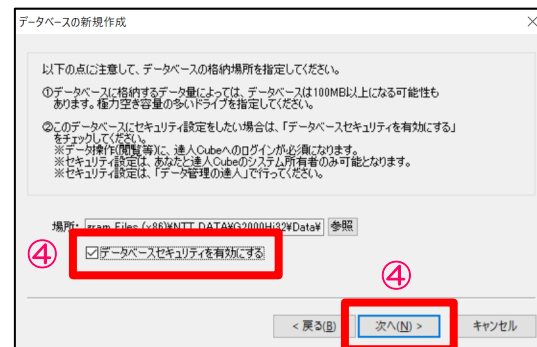 データベースの新規作成
以下の点に注意して、データベースの格納場所を指定してください。
①データベースに格納するデータ量によっては、データベースは100MB以上になる可能性も
あります。極力空き容量の多いドライブを指定してください。
②このデータベースにセキュリティ設定をしたい場合は、「データベースセキュリティを有効にする」
をチェックしてください。
※データ操作(閲覧等)に、達人Cubeへのログインが必須になります。
※セキュリティ設定は、あなたと達人Cubeのシステム所有者のみ可能となります。
※セキュリティ設定は、「データ管理の達人」で行ってください。
場所: gram Files (x86)¥NTT DATA¥G2000Hi32¥Data¥ 参照
④ データベースセキュリティを有効にする
④
< 戻る(B) 次へ(N) > キャンセル